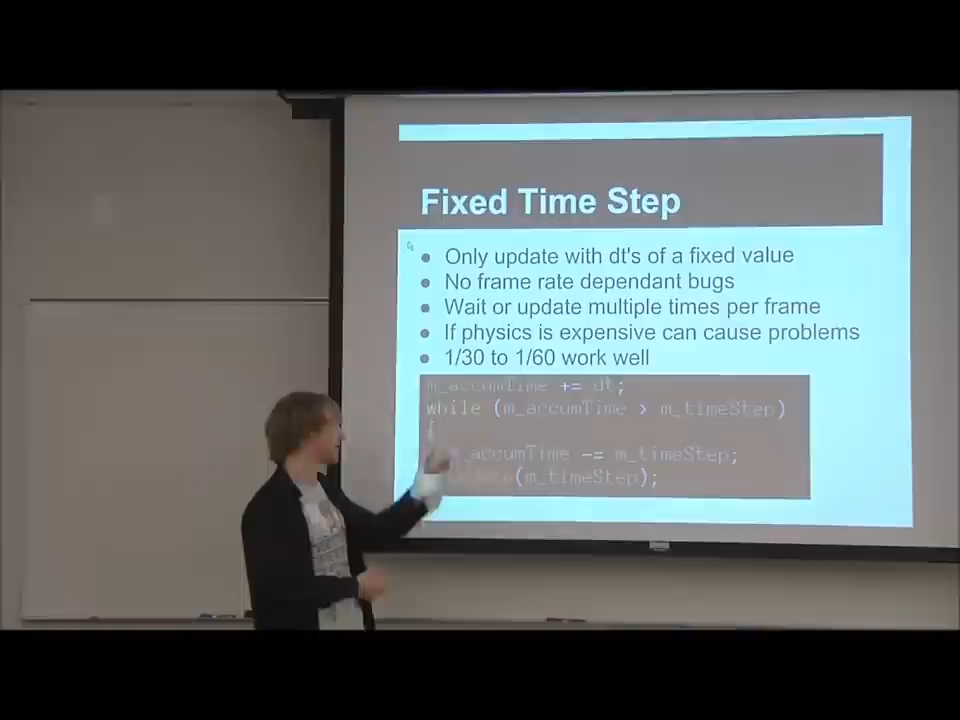 Fixed Time Step
● Only update with dt's of a fixed value
● No frame rate dependant bugs
● Wait or update multiple times per frame
● If physics is expensive can cause problems
● 1/30 to 1/60 work well
m_accumTime += dt;
while (m_accumTime > m_timeStep)
{
m_accumTime -= m_timeStep;
(m_timeStep);